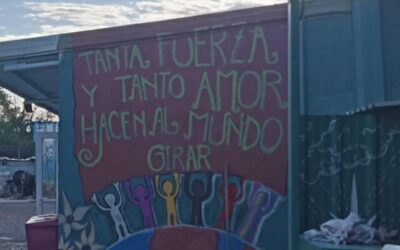 TANTA FUERZA
Y TANTO AMOR
HACEN AL MUNDO
GIRAR